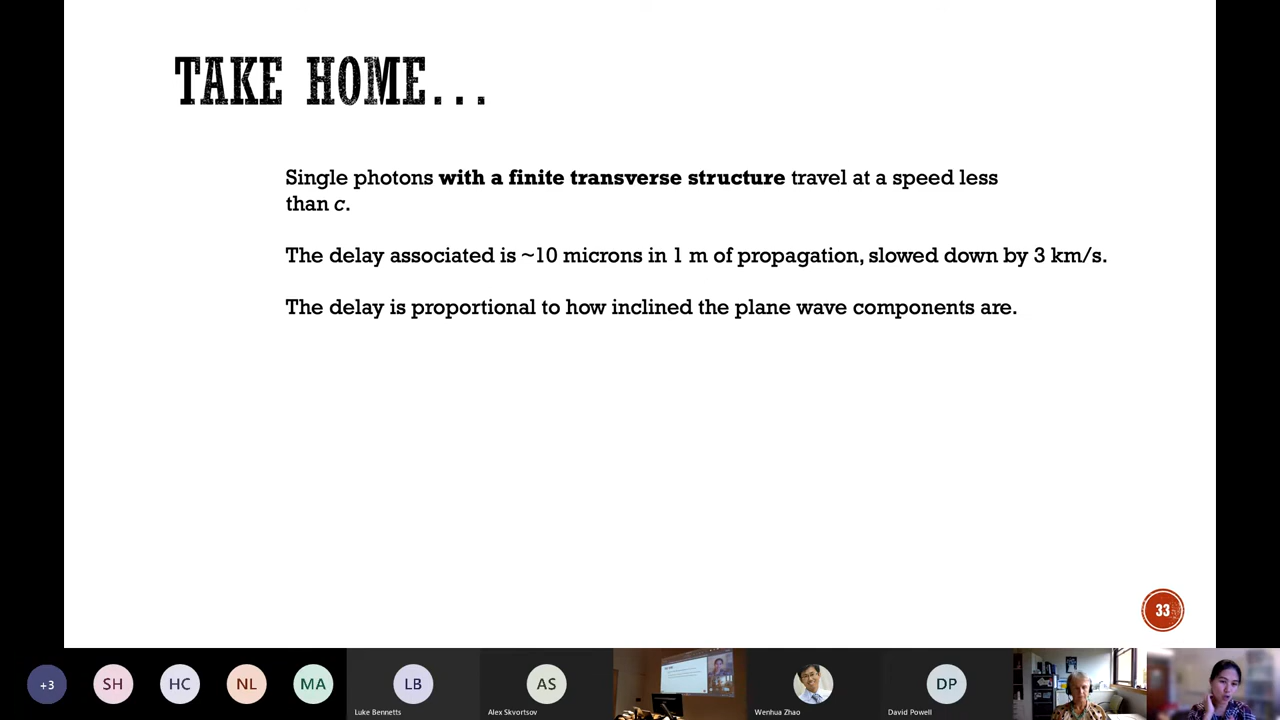 TAKE HOME...
Single photons with a finite transverse structure travel at a speed less
than c.
The delay associated is ~10 microns in 1 m of propagation, slowed down by 3 km/s.
The delay is proportional to how inclined the plane wave components are.
33
+3
SH
HC
NL
MA
LB
Luke Bennetts
AS
Alex Skvortsov
Wenhua Zhao
DP
David Powell